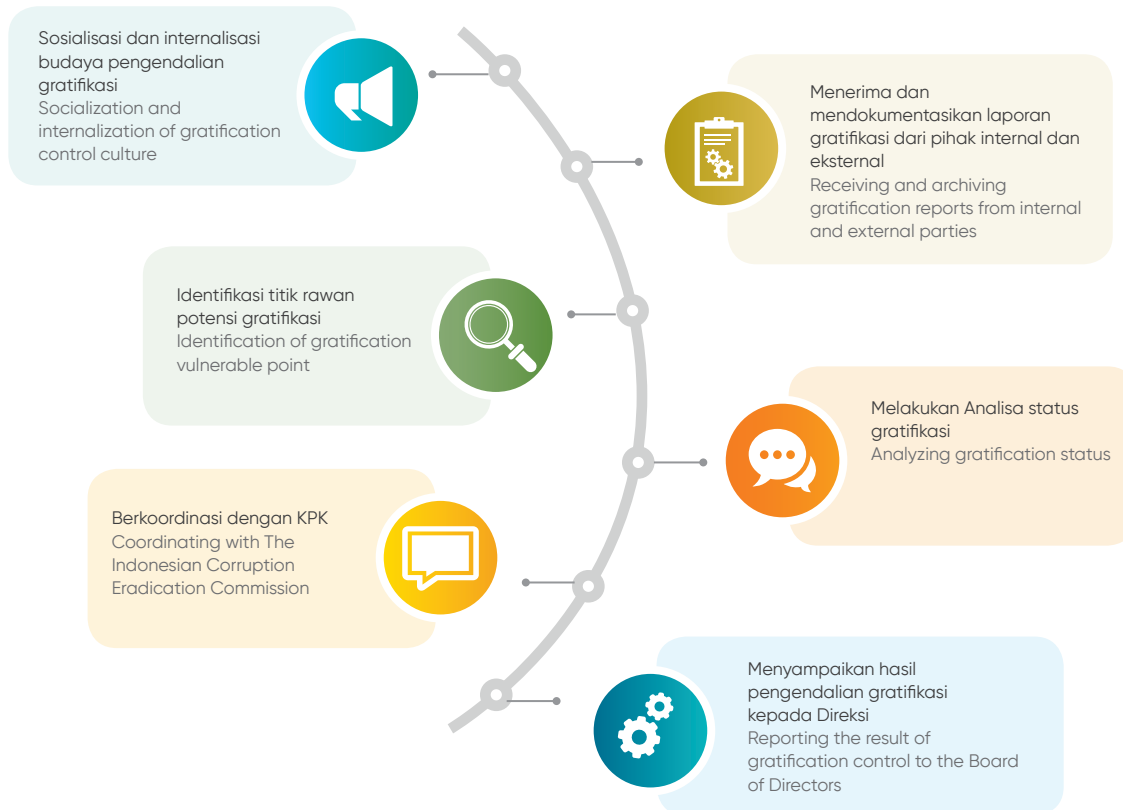 Sosialisasi dan internalisasi
budaya pengendalian
gratifikasi
Socialization and
internalization of gratification
control culture
Menerima dan
mendokumentasikan laporan
gratifikasi dari pihak internal dan
eksternal
Receiving and archiving
gratification reports from internal
and external parties
Identifikasi titik rawan
potensi gratifikasi
Identification of gratification
vulnerable point
Melakukan Analisa status
gratifikasi
Analyzing gratification status
Berkoordinasi dengan KPK
Coordinating with The
Indonesian Corruption
Eradication Commission
Menyampaikan hasil
pengendalian gratifikasi
kepada Direksi
Reporting the result of
gratification control to the Board
of Directors